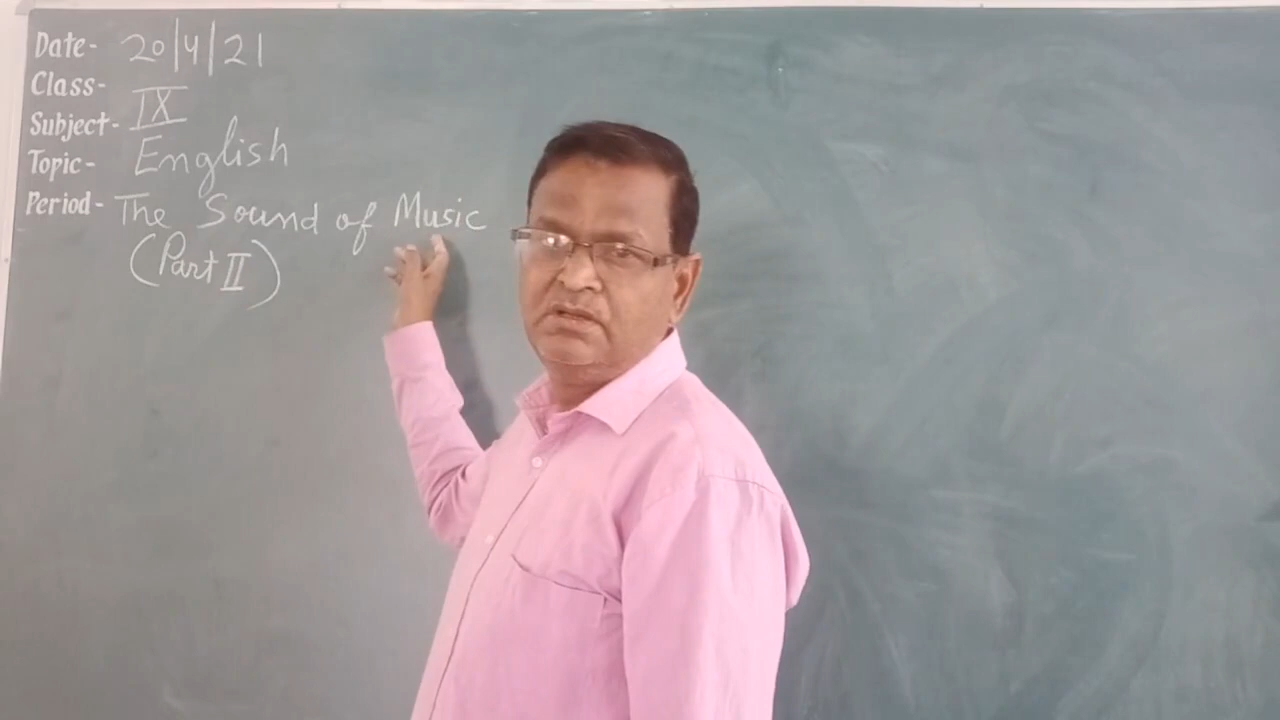 Date- 20/4/21
Class- IX
Subject- English
Topic- The Sound of Music
Period- (Part II)